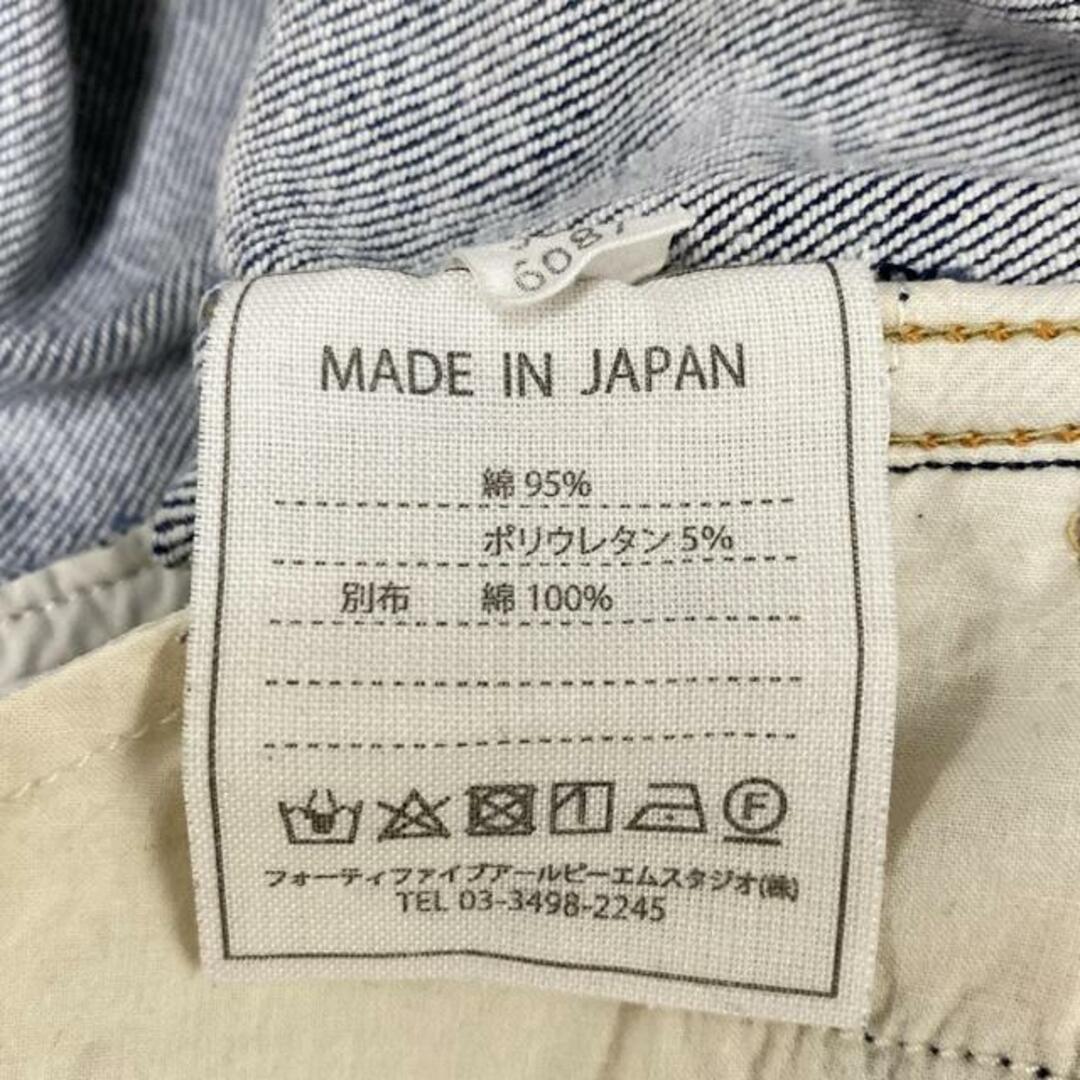 6087
MADE IN JAPAN
綿 95%
ポリウレタン 5%
別布 綿 100%
F
フォーティファイブアールピーエムスタジオ(株)
TEL 03-3498-2245